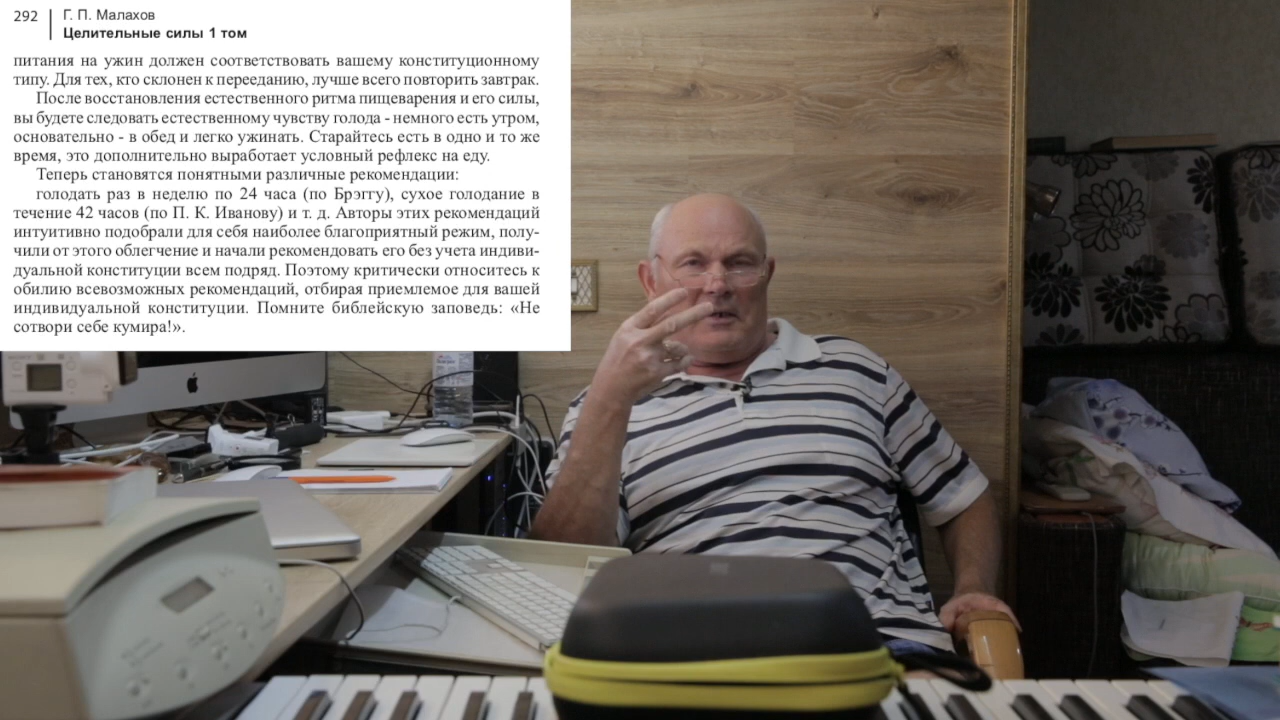 292
Г. П. Малахов
Целительные силы 1 том
питания на ужин должен соответствовать вашему конституционному
типу. Для тех, кто склонен к перееданию, лучше всего повторить завтрак.
После восстановления естественного ритма пищеварения и его силы,
вы будете следовать естественному чувству голода - немного есть утром,
основательно - в обед и легко ужинать. Старайтесь есть в одно и то же
время, это дополнительно выработает условный рефлекс на еду.
Теперь становятся понятными различные рекомендации:
голодать раз в неделю по 24 часа (по Брэггу), сухое голодание в
течение 42 часов (по П. К. Иванову) и т. д. Авторы этих рекомендаций
интуитивно подобрали для себя наиболее благоприятный режим, полу-
чили от этого облегчение и начали рекомендовать его без учета индиви-
дуальной конституции всем подряд. Поэтому критически относитесь к
обилию всевозможных рекомендаций, отбирая приемлемое для вашей
индивидуальной конституции. Помните библейскую заповедь: «Не
сотвори себе кумира!».